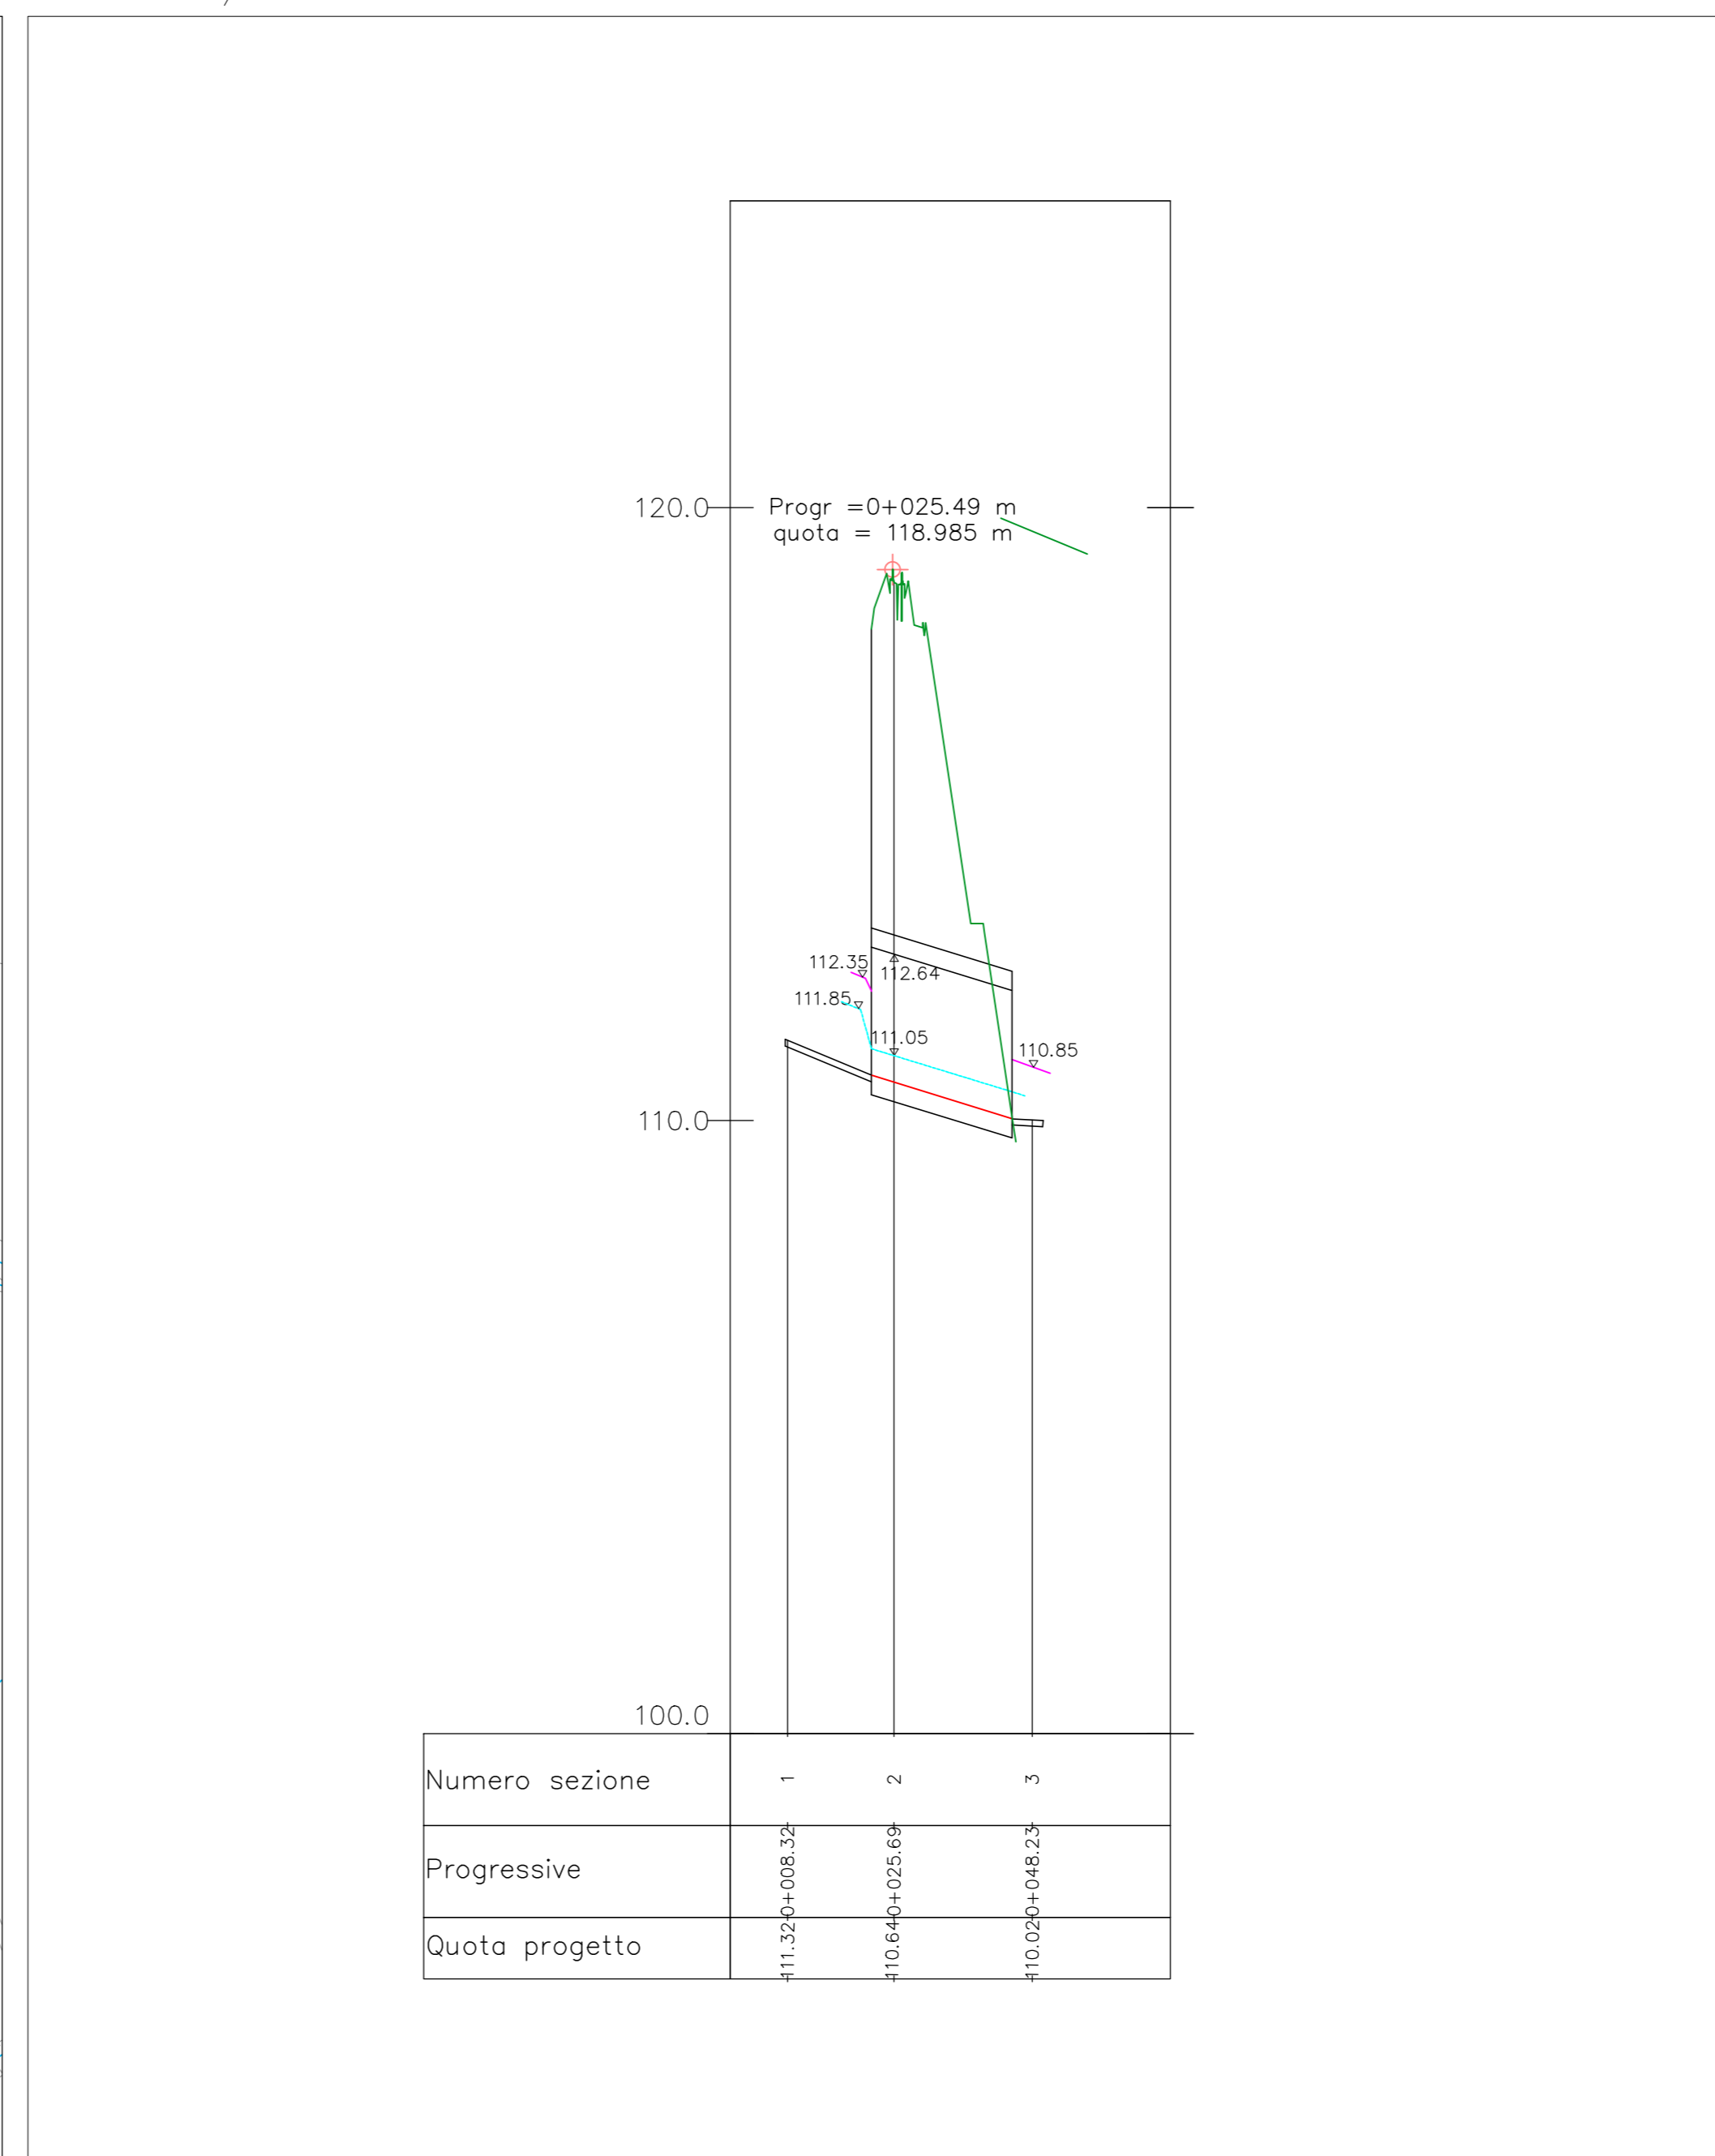 120.0
Progr =0+025.49 m
quota = 118.985 m
112.35
112.64
111.85
111.05
110.85
110.0
100.0
Numero sezione 1 2 3
Progressive 0+008.32 0+025.69 0+048.23
Quota progetto 111.32 110.64 110.02